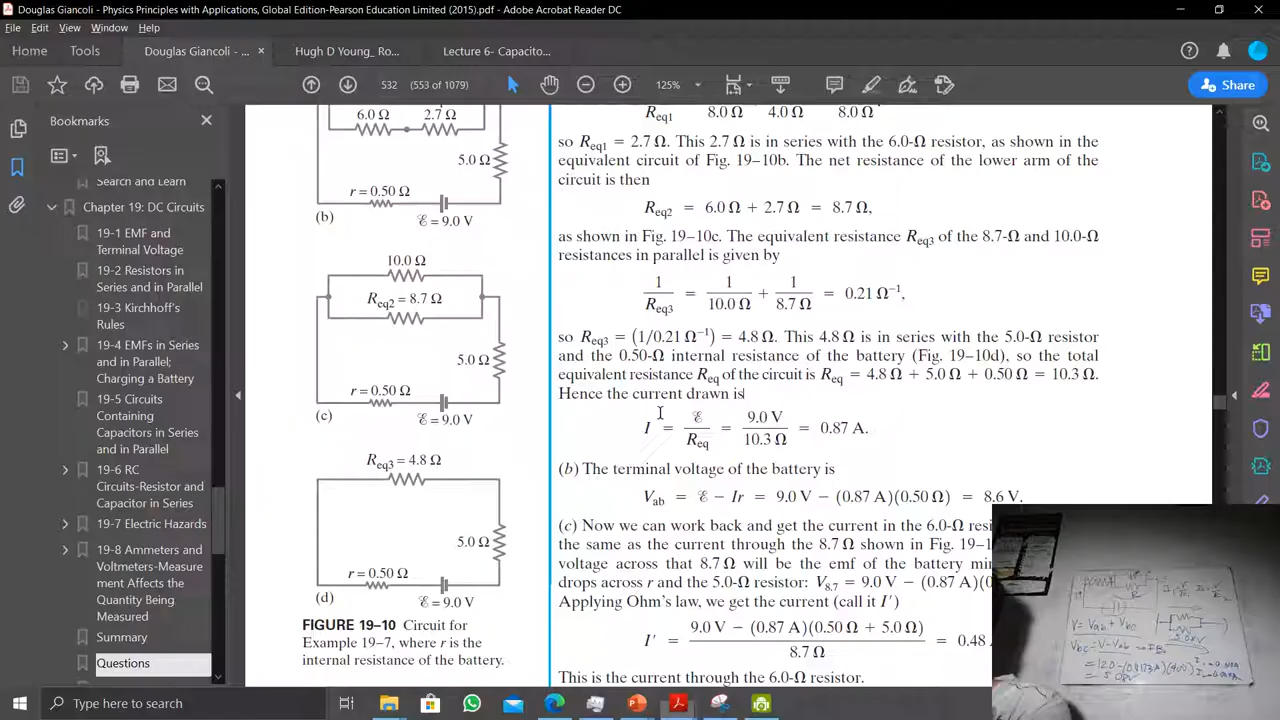 Douglas Giancoli - Physics Principles with Applications, Global Edition-Pearson Education Limited (2015).pdf - Adobe Acrobat Reader DC
File Edit View Window Help
Home Tools Douglas Giancoli - ... × Hugh D Young_ Ro... Lecture 6- Capacito...
532 (553 of 1079) 125% Share
Bookmarks
Search and Learn
Chapter 19: DC Circuits
19-1 EMF and
Terminal Voltage
19-2 Resistors in
Series and in Parallel
19-3 Kirchhoff's
Rules
19-4 EMFs in Series
and in Parallel;
Charging a Battery
19-5 Circuits
Containing
Capacitors in Series
and in Parallel
19-6 RC
Circuits-Resistor and
Capacitor in Series
19-7 Electric Hazards
19-8 Ammeters and
Voltmeters-Measure
ment Affects the
Quantity Being
Measured
Summary
Questions
6.0 Ω 2.7 Ω
5.0 Ω
r = 0.50 Ω
(b) ℰ = 9.0 V
10.0 Ω
Req2 = 8.7 Ω
5.0 Ω
r = 0.50 Ω
(c) ℰ = 9.0 V
Req3 = 4.8 Ω
5.0 Ω
r = 0.50 Ω
(d) ℰ = 9.0 V
FIGURE 19–10 Circuit for
Example 19–7, where r is the
internal resistance of the battery.
Req1 8.0 Ω 4.0 Ω 8.0 Ω
so Req1 = 2.7 Ω. This 2.7 Ω is in series with the 6.0-Ω resistor, as shown in the
equivalent circuit of Fig. 19–10b. The net resistance of the lower arm of the
circuit is then
Req2 = 6.0 Ω + 2.7 Ω = 8.7 Ω,
as shown in Fig. 19–10c. The equivalent resistance Req3 of the 8.7-Ω and 10.0-Ω
resistances in parallel is given by
1/Req3 = 1/10.0 Ω + 1/8.7 Ω = 0.21 Ω⁻¹,
so Req3 = (1/0.21 Ω⁻¹) = 4.8 Ω. This 4.8 Ω is in series with the 5.0-Ω resistor
and the 0.50-Ω internal resistance of the battery (Fig. 19–10d), so the total
equivalent resistance Req of the circuit is Req = 4.8 Ω + 5.0 Ω + 0.50 Ω = 10.3 Ω.
Hence the current drawn is
I = ℰ/Req = 9.0 V/10.3 Ω = 0.87 A.
(b) The terminal voltage of the battery is
Vab = ℰ − Ir = 9.0 V − (0.87 A)(0.50 Ω) = 8.6 V.
(c) Now we can work back and get the current in the 6.0-Ω resi
the same as the current through the 8.7 Ω shown in Fig. 19–1
voltage across that 8.7 Ω will be the emf of the battery min
drops across r and the 5.0-Ω resistor: V8.7 = 9.0 V − (0.87 A)(0
Applying Ohm's law, we get the current (call it I′)
I′ = 9.0 V − (0.87 A)(0.50 Ω + 5.0 Ω)/8.7 Ω = 0.48
This is the current through the 6.0-Ω resistor.
V = Vab + Vbc
Type here to search